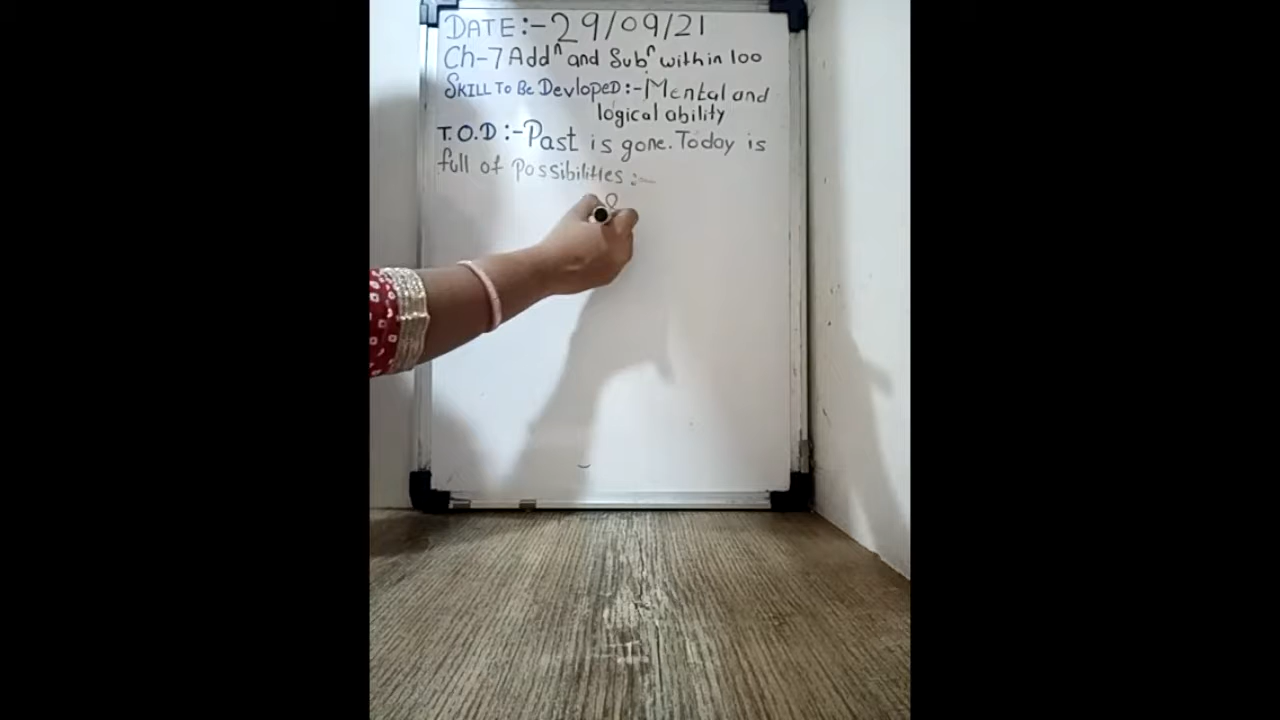 DATE:-29/09/21
Ch-7 Addⁿ and Subⁿ within 100
SKILL TO BE DevlopeD:-Mental and
logical ability
T.O.D:-Past is gone. Today is
full of possibilities:-